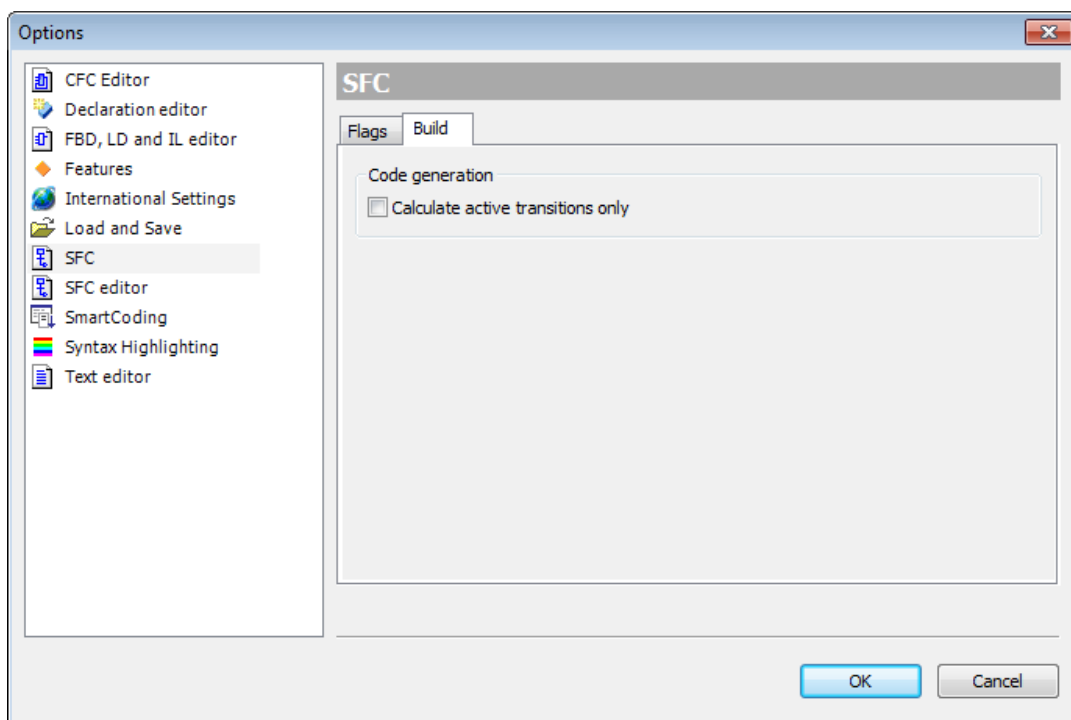 Options
CFC Editor
Declaration editor
FBD, LD and IL editor
Features
International Settings
Load and Save
SFC
SFC editor
SmartCoding
Syntax Highlighting
Text editor
SFC
Flags Build
Code generation
Calculate active transitions only
OK Cancel